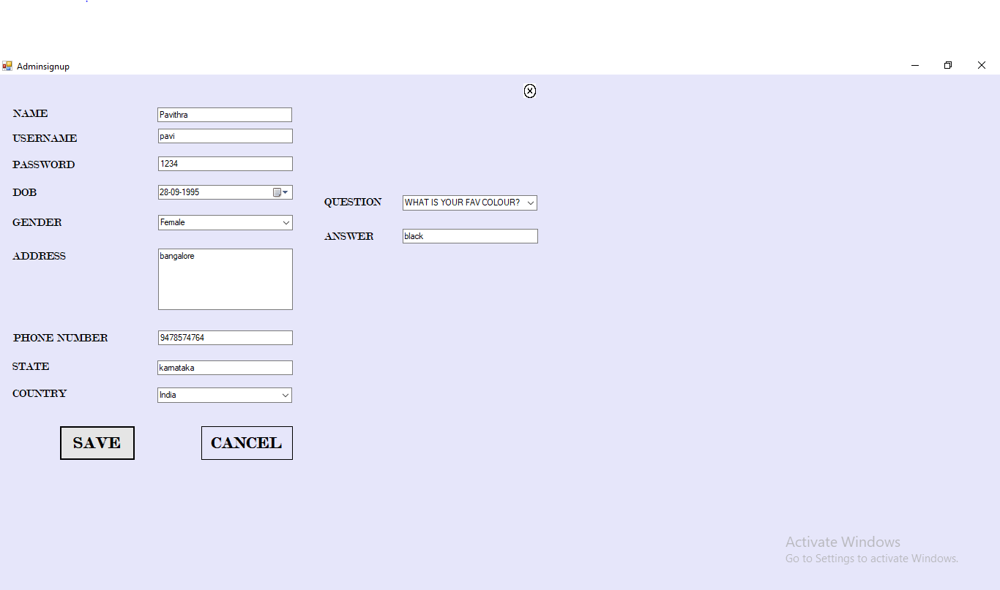 Adminsignup
NAME Pavithra
USERNAME pavi
PASSWORD 1234
DOB 28-09-1995
GENDER Female
ADDRESS bangalore
PHONE NUMBER 9478574764
STATE karnataka
COUNTRY India
SAVE CANCEL
QUESTION WHAT IS YOUR FAV COLOUR?
ANSWER black
Activate Windows
Go to Settings to activate Windows.